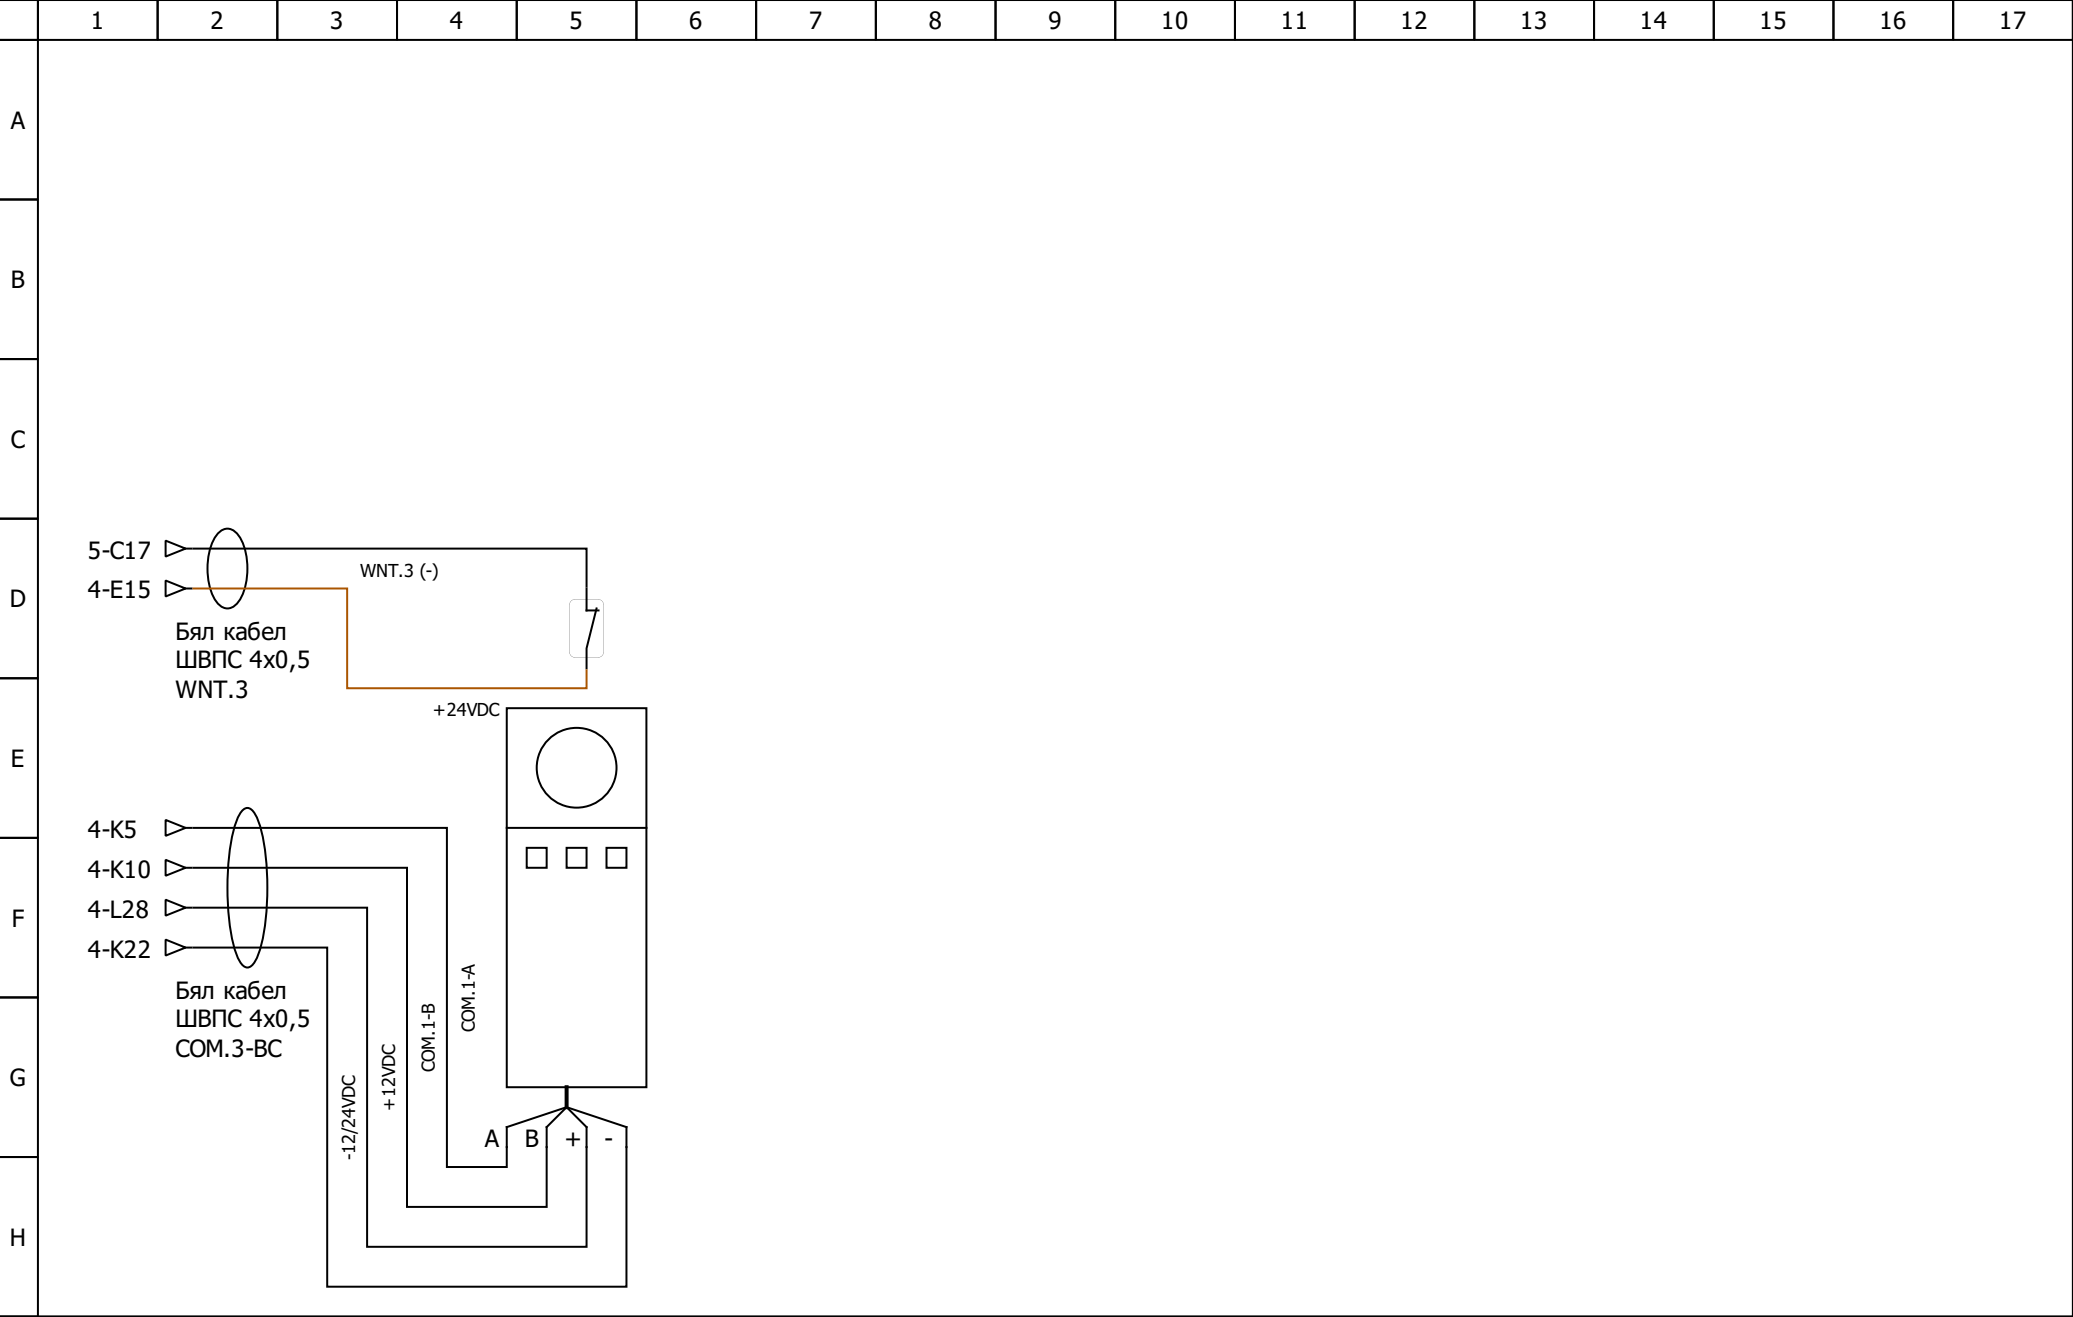 1 2 3 4 5 6 7 8 9 10 11 12 13 14 15 16 17
A
B
C
D
E
F
G
H
5-C17
4-E15
WNT.3 (-)
Бял кабел
ШВПС 4x0,5
WNT.3
+24VDC
4-K5
4-K10
4-L28
4-K22
Бял кабел
ШВПС 4x0,5
COM.3-BC
-12/24VDC
+12VDC
COM.1-B
COM.1-A
A B + -